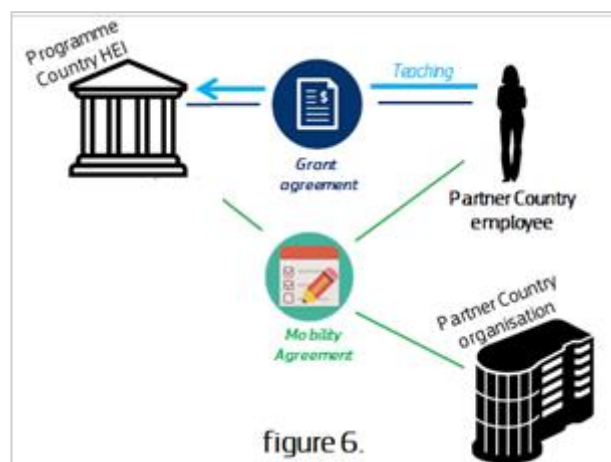 Programme
Country HEI
Teaching
$
Grant
agreement
Partner Country
employee
Mobility
Agreement
Partner Country
organisation
figure 6.